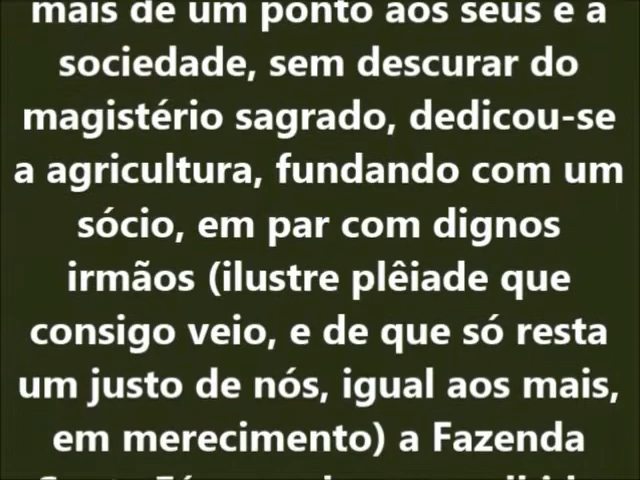 mais de um ponto aos seus e a
sociedade, sem descurar do
magistério sagrado, dedicou-se
a agricultura, fundando com um
sócio, em par com dignos
irmãos (ilustre plêiade que
consigo veio, e de que só resta
um justo de nós, igual aos mais,
em merecimento) a Fazenda